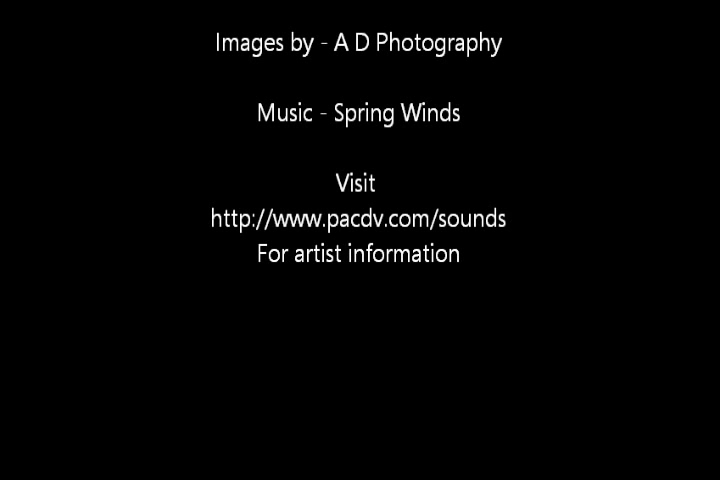 Images by - A D Photography
Music - Spring Winds
Visit
http://www.pacdv.com/sounds
For artist information